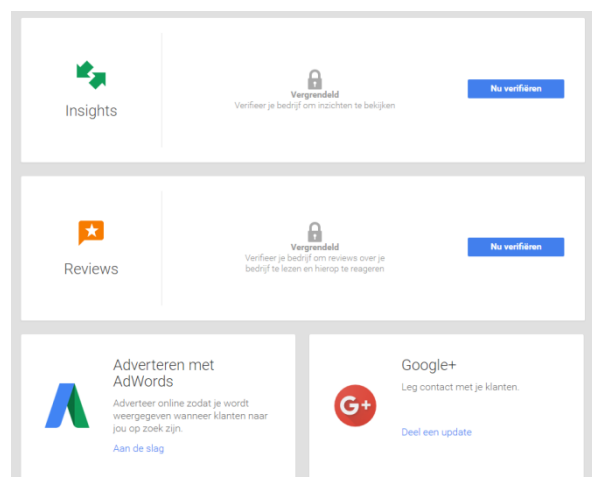 Insights
Vergrendeld
Verifieer je bedrijf om inzichten te bekijken
Nu verifiëren
Reviews
Vergrendeld
Verifieer je bedrijf om reviews over je
bedrijf te lezen en hierop te reageren
Nu verifiëren
Adverteren met
AdWords
Adverteer online zodat je wordt
weergegeven wanneer klanten naar
jou op zoek zijn.
Aan de slag
G+
Google+
Leg contact met je klanten.
Deel een update